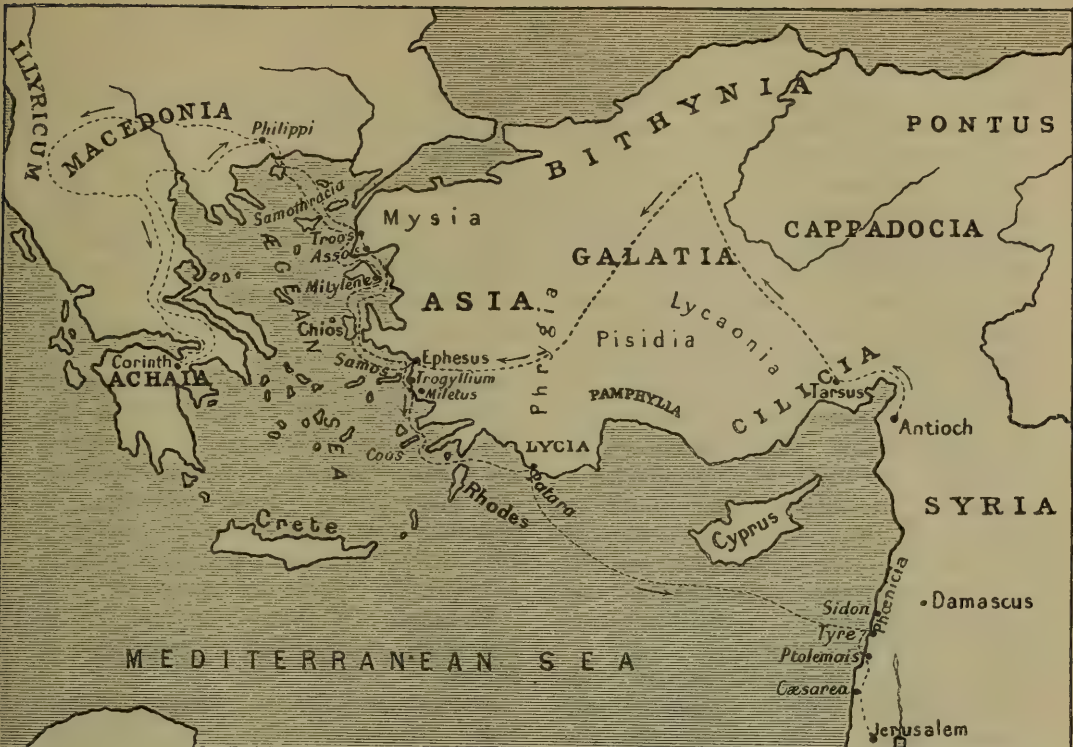 ILLYRICUM
MACEDONIA
Philippi
BITHYNIA
PONTUS
Samothracia
Mysia
CAPPADOCIA
Troos
Assos
GALATIA
ÆGEAN SEA
Mitylene
ASIA
Lycaonia
Chios
Pisidia
Phrygia
Corinth
ACHAIA
Samos
Ephesus
Trogyllium
Miletus
PAMPHYLIA
CILICIA
Tarsus
Antioch
Coos
LYCIA
Patara
Rhodes
SYRIA
Crete
Cyprus
Phœnicia
Sidon
Damascus
Tyre
MEDITERRANEAN SEA
Ptolemais
Cæsarea
Jerusalem